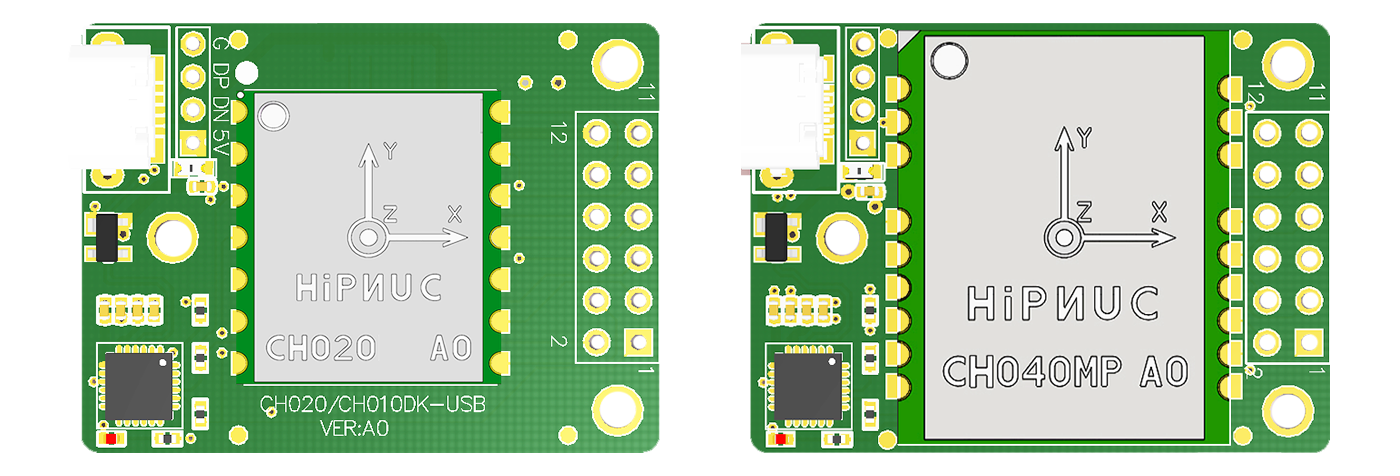 G DP DN 5V
11
12
Y
Z
X
HiPNUC
CH020 A0
2
1
CH020/CH010DK-USB
VER:A0
11
12
Y
Z
X
HiPNUC
CH040MP A0
2
1